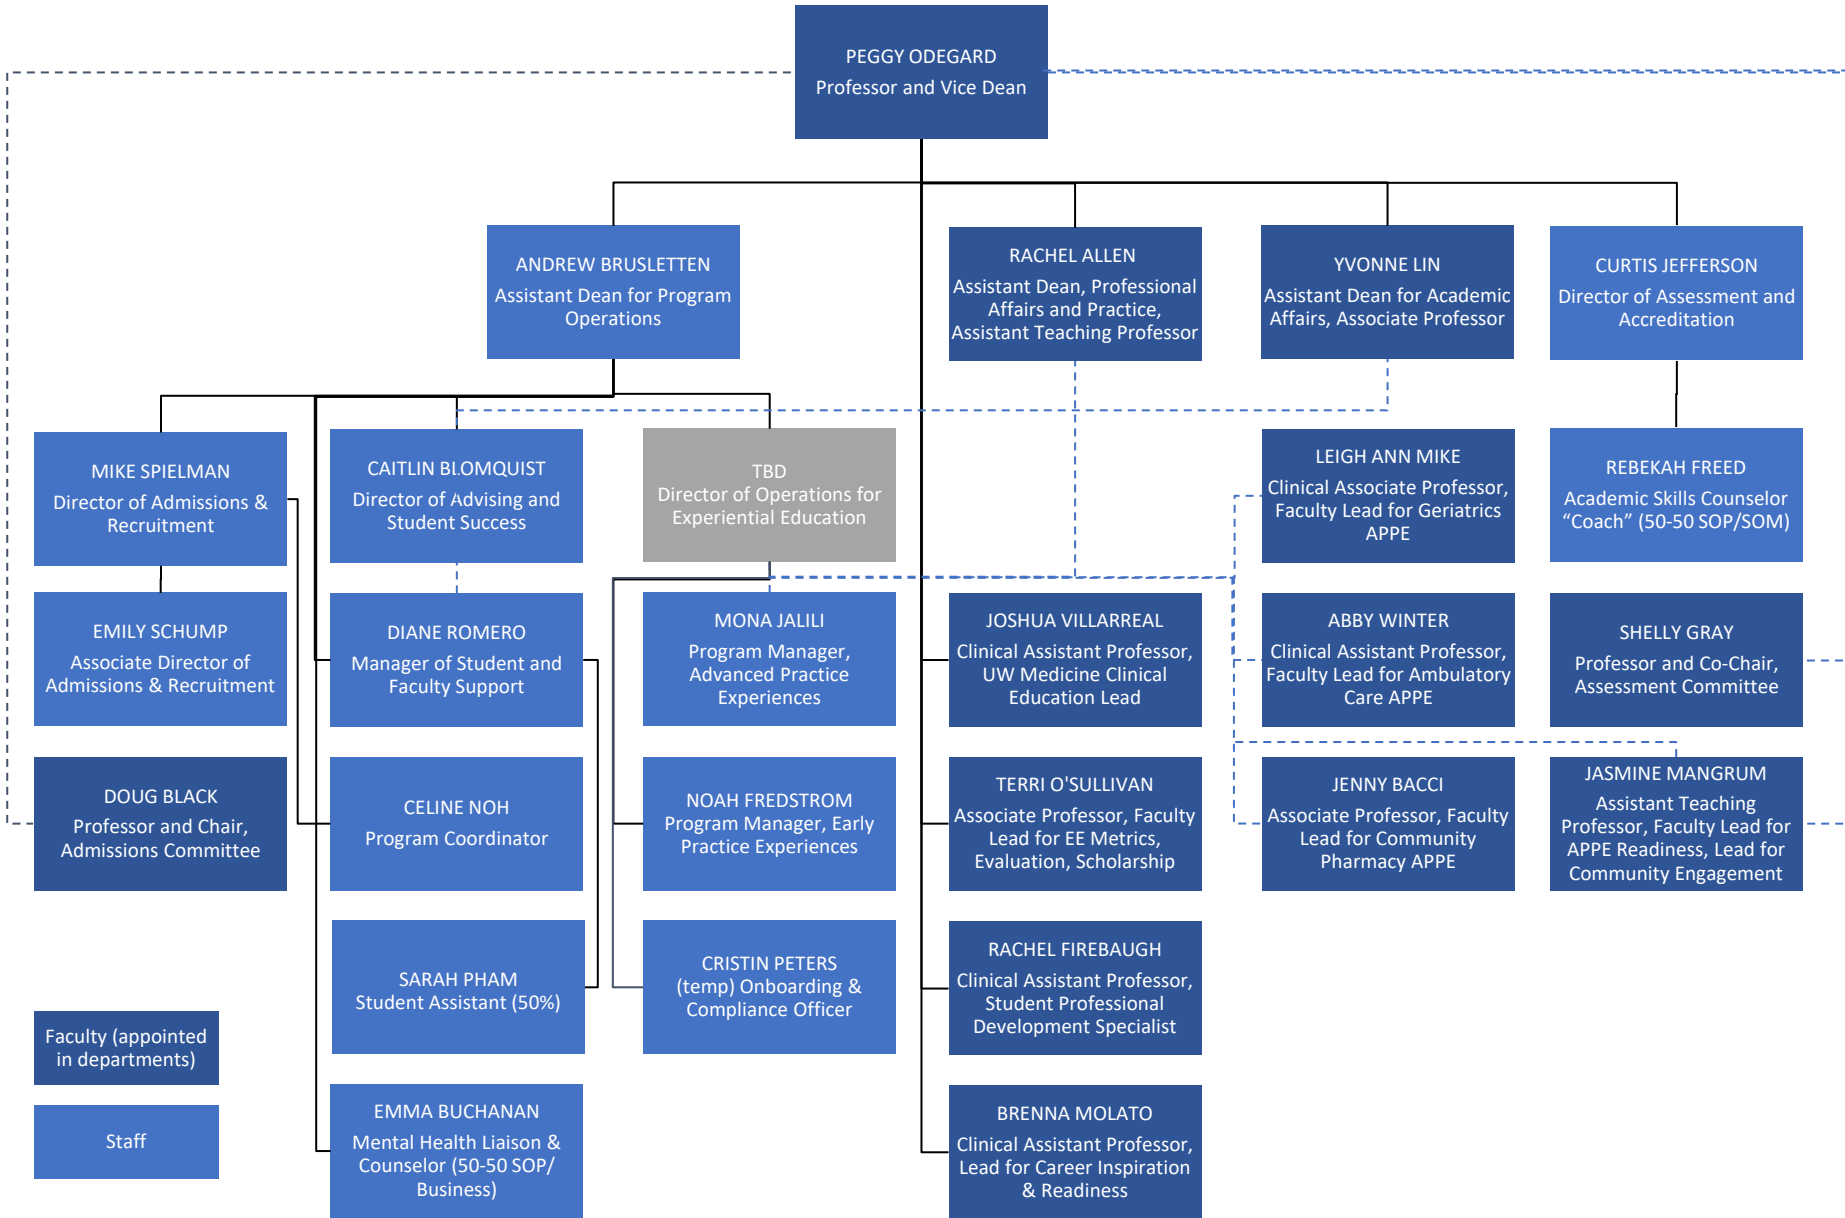 PEGGY ODEGARD
Professor and Vice Dean
ANDREW BRUSLETTEN
Assistant Dean for Program
Operations
RACHEL ALLEN
Assistant Dean, Professional
Affairs and Practice,
Assistant Teaching Professor
YVONNE LIN
Assistant Dean for Academic
Affairs, Associate Professor
CURTIS JEFFERSON
Director of Assessment and
Accreditation
MIKE SPIELMAN
Director of Admissions &
Recruitment
CAITLIN BLOMQUIST
Director of Advising and
Student Success
TBD
Director of Operations for
Experiential Education
LEIGH ANN MIKE
Clinical Associate Professor,
Faculty Lead for Geriatrics
APPE
REBEKAH FREED
Academic Skills Counselor
“Coach” (50-50 SOP/SOM)
EMILY SCHUMP
Associate Director of
Admissions & Recruitment
DIANE ROMERO
Manager of Student and
Faculty Support
MONA JALILI
Program Manager,
Advanced Practice
Experiences
JOSHUA VILLARREAL
Clinical Assistant Professor,
UW Medicine Clinical
Education Lead
ABBY WINTER
Clinical Assistant Professor,
Faculty Lead for Ambulatory
Care APPE
SHELLY GRAY
Professor and Co-Chair,
Assessment Committee
DOUG BLACK
Professor and Chair,
Admissions Committee
CELINE NOH
Program Coordinator
NOAH FREDSTROM
Program Manager, Early
Practice Experiences
TERRI O'SULLIVAN
Associate Professor, Faculty
Lead for EE Metrics,
Evaluation, Scholarship
JENNY BACCI
Associate Professor, Faculty
Lead for Community
Pharmacy APPE
JASMINE MANGRUM
Assistant Teaching
Professor, Faculty Lead for
APPE Readiness, Lead for
Community Engagement
SARAH PHAM
Student Assistant (50%)
CRISTIN PETERS
(temp) Onboarding &
Compliance Officer
RACHEL FIREBAUGH
Clinical Assistant Professor,
Student Professional
Development Specialist
Faculty (appointed
in departments)
Staff
EMMA BUCHANAN
Mental Health Liaison &
Counselor (50-50 SOP/
Business)
BRENNA MOLATO
Clinical Assistant Professor,
Lead for Career Inspiration
& Readiness